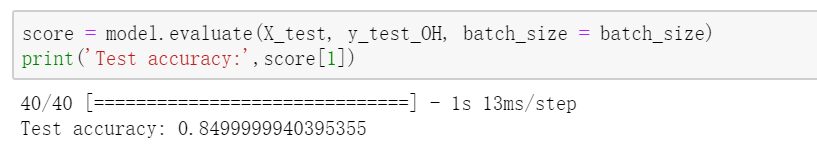 score = model.evaluate(X_test, y_test_OH, batch_size = batch_size)
print('Test accuracy:',score[1])
40/40 [==============================] - 1s 13ms/step
Test accuracy: 0.8499999940395355